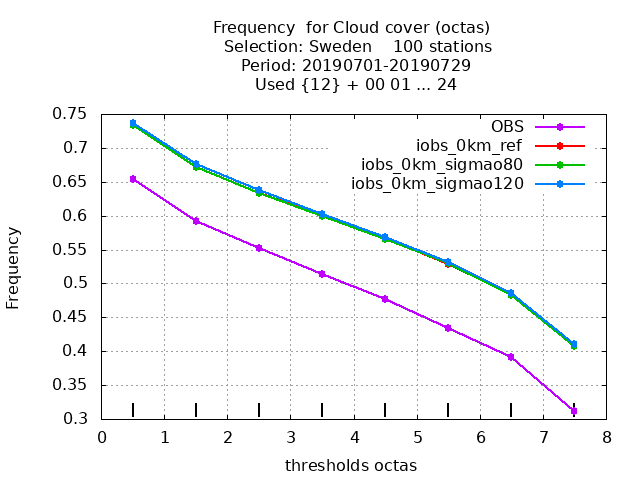 Frequency  for Cloud cover (octas)
Selection: Sweden    100 stations
Period: 20190701-20190729
Used {12} + 00 01 ... 24
OBS
iobs_0km_ref
iobs_0km_sigmao80
iobs_0km_sigmao120
Frequency
0.75
0.7
0.65
0.6
0.55
0.5
0.45
0.4
0.35
0.3
0 1 2 3 4 5 6 7 8
thresholds octas